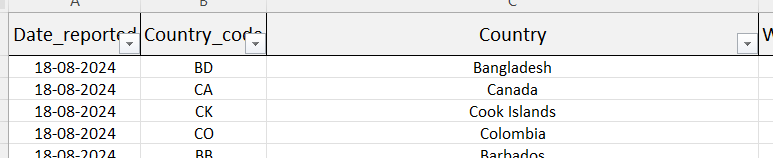 A B C
Date_reported Country_code Country W
18-08-2024 BD Bangladesh
18-08-2024 CA Canada
18-08-2024 CK Cook Islands
18-08-2024 CO Colombia
18-08-2024 BB Barbados